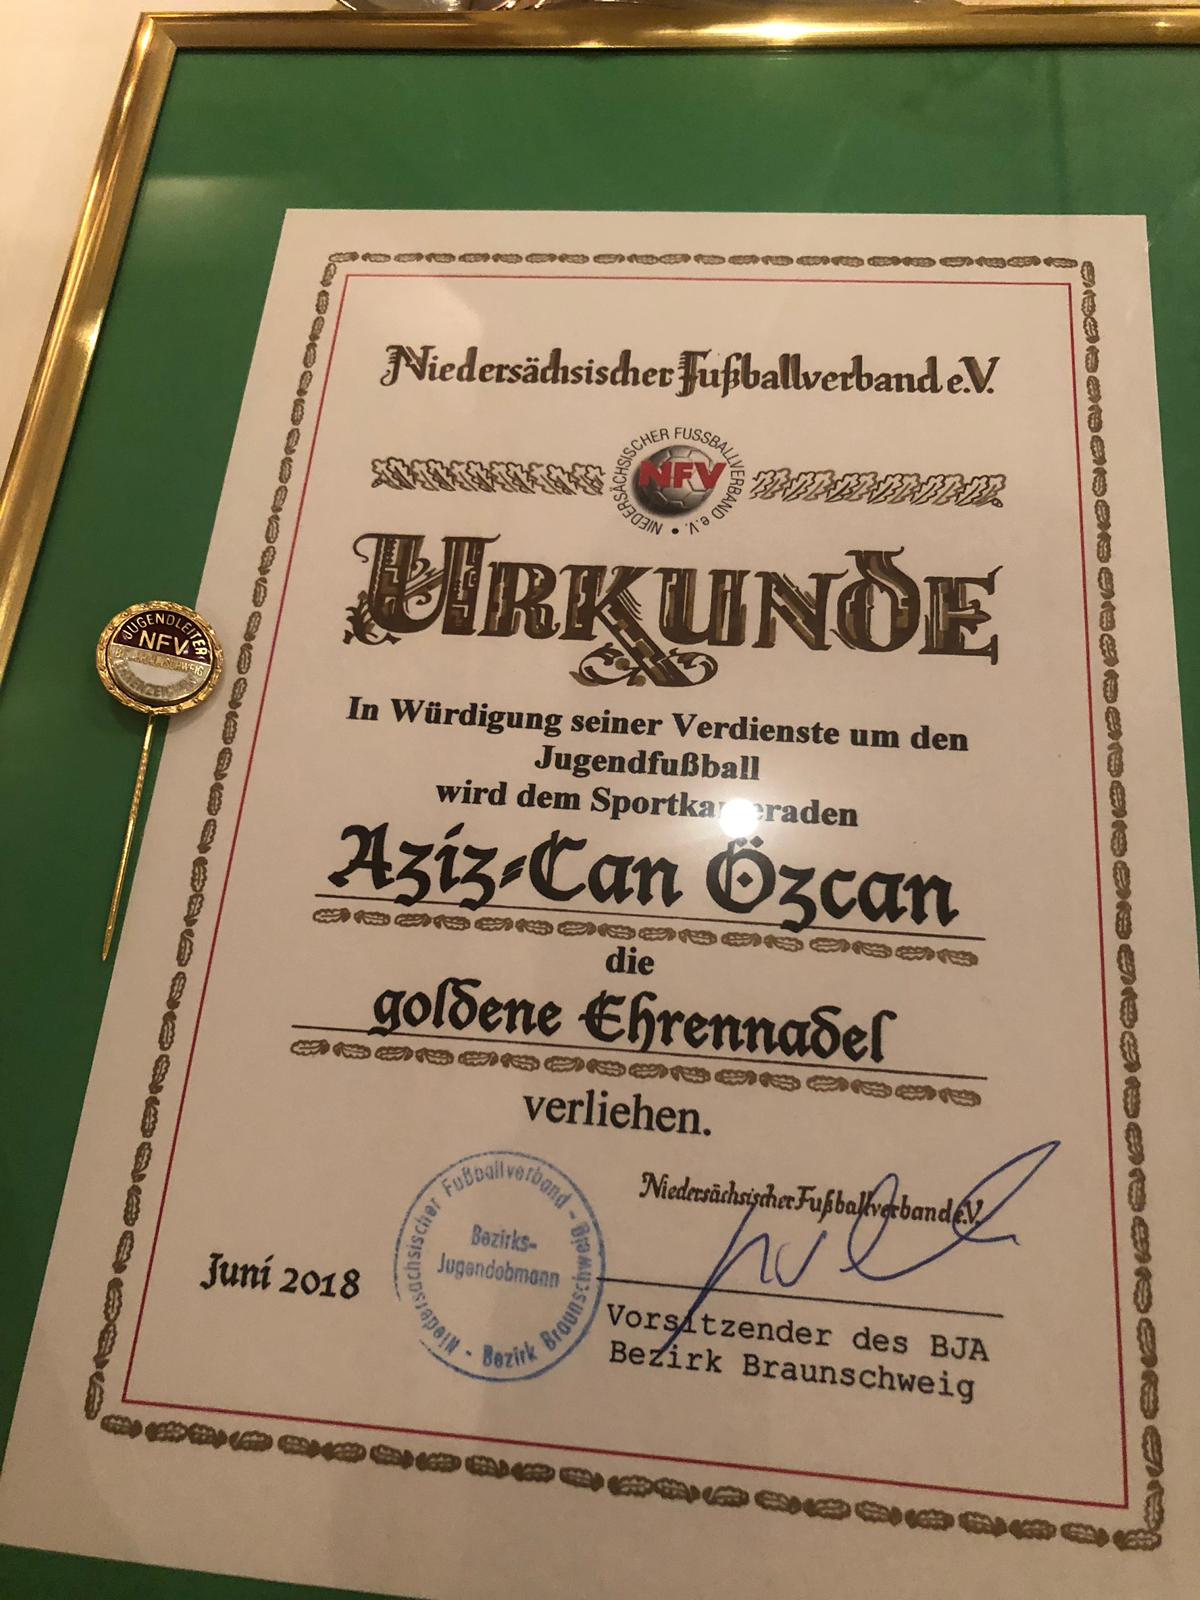 Niedersächsischer Fußballverband e.V.
NIEDERSÄCHSISCHER FUSSBALLVERBAND e.V. •
NFV
URKUNDE
JUGENDLEITER
NFV
In Würdigung seiner Verdienste um den
Jugendfußball
wird dem Sportkameraden
Aziz-Can Özcan
die
goldene Ehrennadel
verliehen.
Niedersächsischer Fußballverband - Bezirk Braunschweig -
Bezirks-
Jugendobmann
Niedersächsischer Fußballverband e.V.
Juni 2018
Vorsitzender des BJA
Bezirk Braunschweig